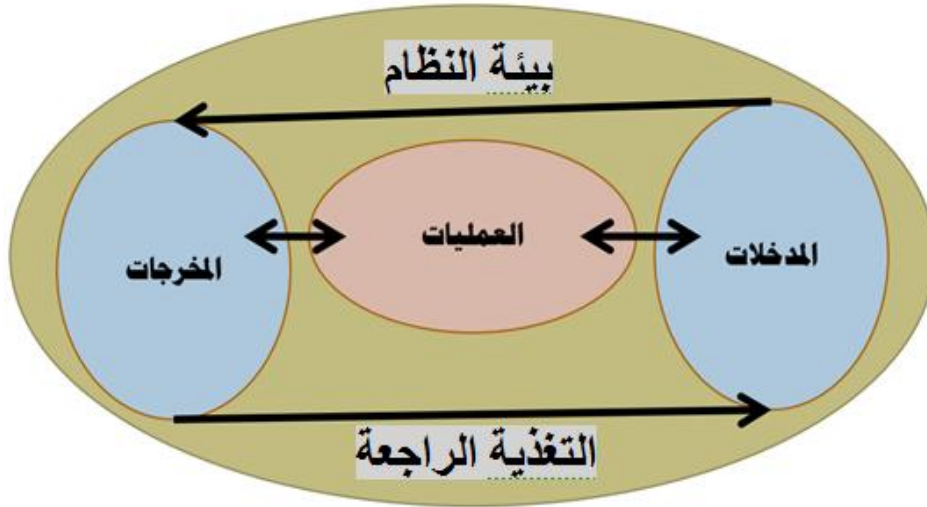 بيئة النظام
المدخلات
العمليات
المخرجات
التغذية الراجعة